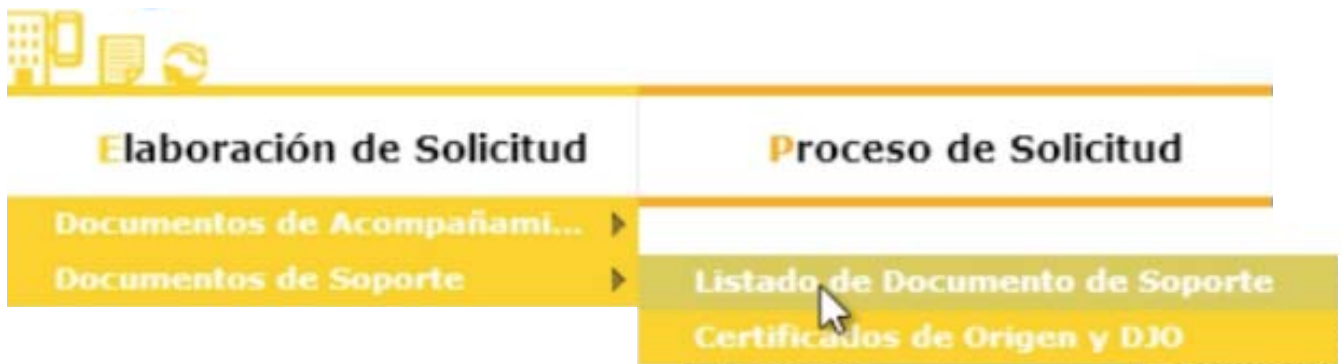 Elaboración de Solicitud
Proceso de Solicitud
Documentos de Acompañami...
Documentos de Soporte
Listado de Documento de Soporte
Certificados de Origen y DJO